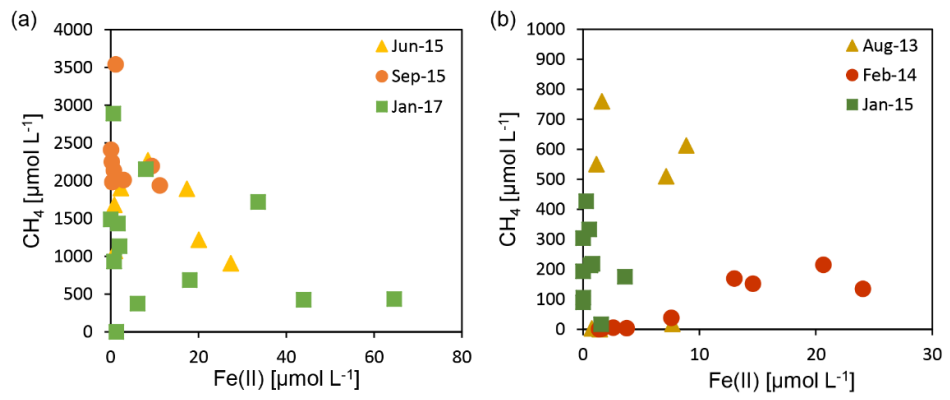 (a)
4000
3500
3000
2500
2000
1500
1000
500
0
CH₄ [µmol L⁻¹]
0 20 40 60 80
Fe(II) [µmol L⁻¹]
Jun-15
Sep-15
Jan-17
(b)
1000
900
800
700
600
500
400
300
200
100
0
CH₄ [µmol L⁻¹]
0 10 20 30
Fe(II) [µmol L⁻¹]
Aug-13
Feb-14
Jan-15